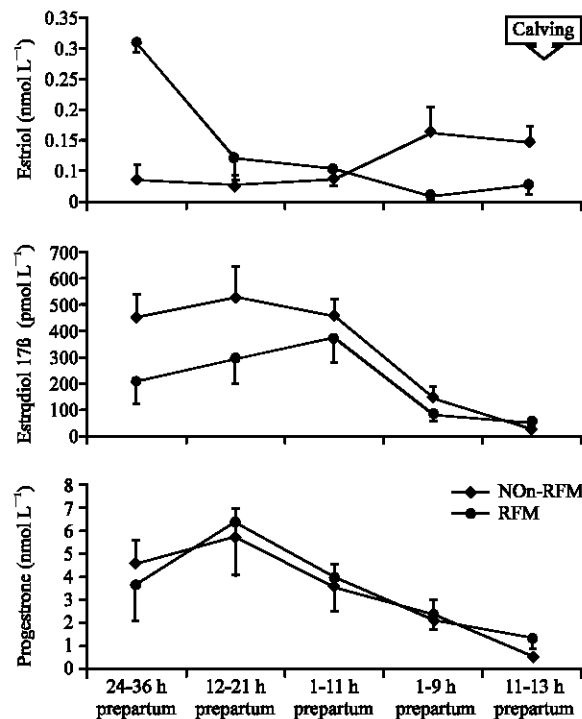 Calving
Estriol (nmol L⁻¹)
0.35
0.3
0.25
0.2
0.15
0.1
0
Estrqdiol 17ß (pmol L⁻¹)
700
600
500
400
300
200
100
0
Progestrone (nmol L⁻¹)
8
7
6
5
4
3
2
1
0
NOn-RFM
RFM
24-36 h
prepartum
12-21 h
prepartum
1-11 h
prepartum
1-9 h
prepartum
11-13 h
prepartum